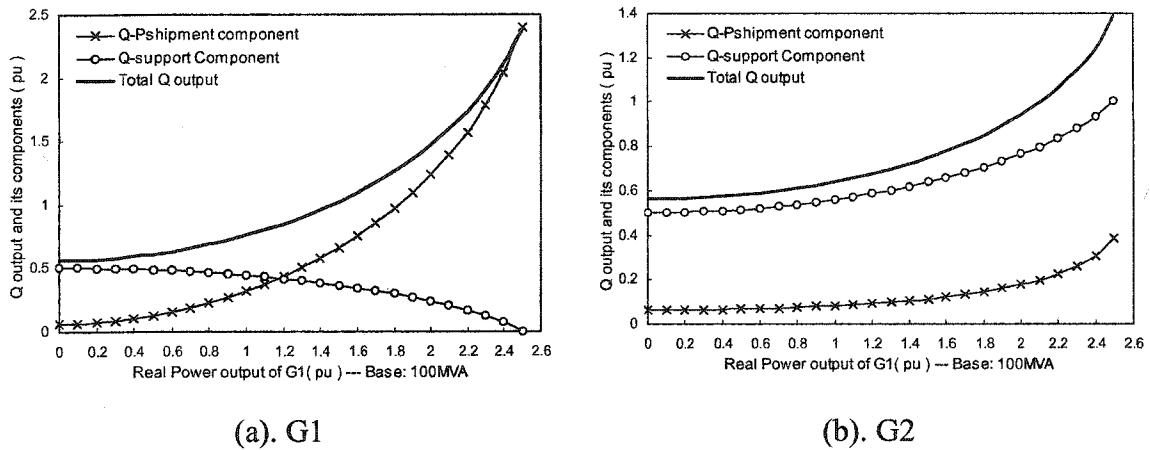 Q output and its components ( pu )
2.5
2
1.5
1
0.5
0
Q-Pshipment component
Q-support Component
Total Q output
0 0.2 0.4 0.6 0.8 1 1.2 1.4 1.6 1.8 2 2.2 2.4 2.6
Real Power output of G1( pu ) --- Base: 100MVA
(a). G1
Q output and its components ( pu )
1.4
1.2
1
0.8
0.6
0.4
0.2
0
Q-Pshipment component
Q-support Component
Total Q output
0 0.2 0.4 0.6 0.8 1 1.2 1.4 1.6 1.8 2 2.2 2.4 2.6
Real Power output of G1( pu ) --- Base: 100MVA
(b). G2